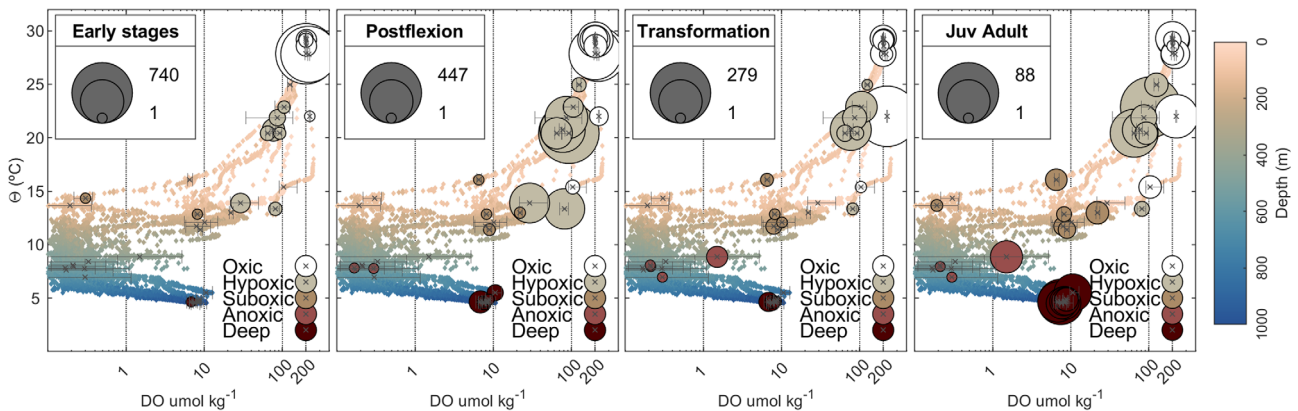 Early stages
740
1
Oxic
Hypoxic
Suboxic
Anoxic
Deep
Postflexion
447
1
Oxic
Hypoxic
Suboxic
Anoxic
Deep
Transformation
279
1
Oxic
Hypoxic
Suboxic
Anoxic
Deep
Juv Adult
88
1
Oxic
Hypoxic
Suboxic
Anoxic
Deep
30
25
20
15
10
5
Θ (ºC)
1 10 100 200
DO umol kg-1
1 10 100 200
DO umol kg-1
1 10 100 200
DO umol kg-1
1 10 100 200
DO umol kg-1
0
200
400
600
800
1000
Depth (m)